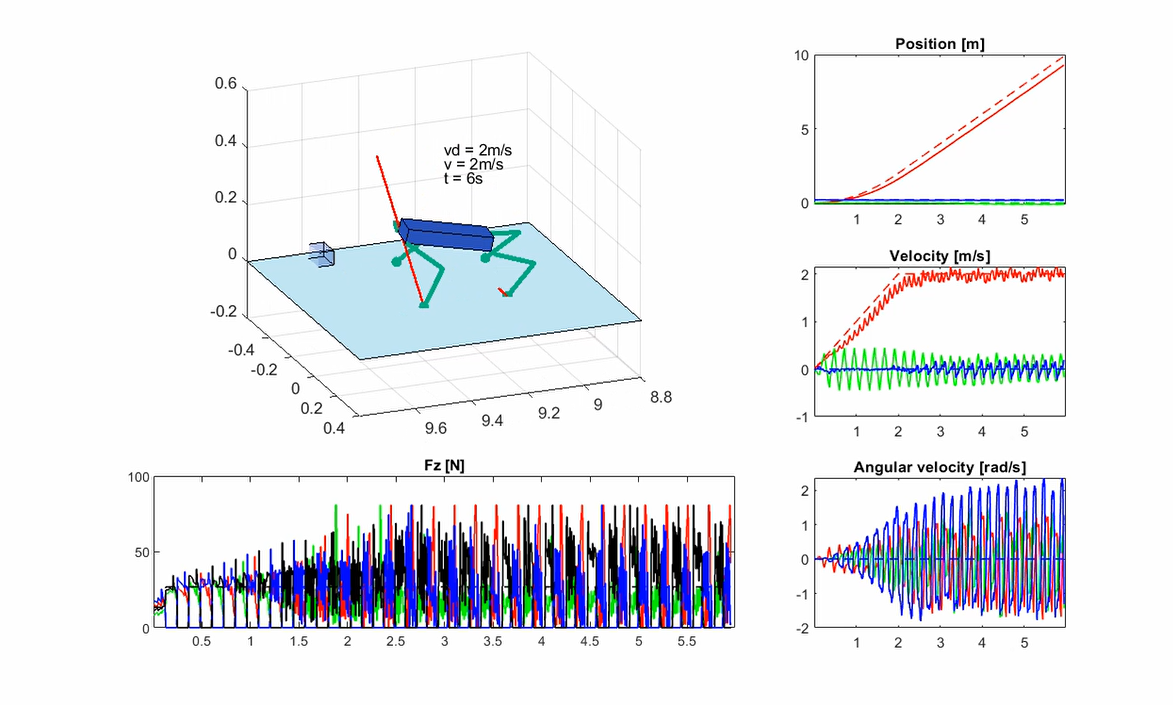 0.6
0.4
0.2
0
-0.2
-0.4
-0.2
0
0.2
0.4
9.6
9.4
9.2
9
8.8
vd = 2m/s
v = 2m/s
t = 6s
Position [m]
10
5
0
1 2 3 4 5
Velocity [m/s]
2
1
0
-1
1 2 3 4 5
Fz [N]
100
50
0
0.5 1 1.5 2 2.5 3 3.5 4 4.5 5 5.5
Angular velocity [rad/s]
2
1
0
-1
-2
1 2 3 4 5